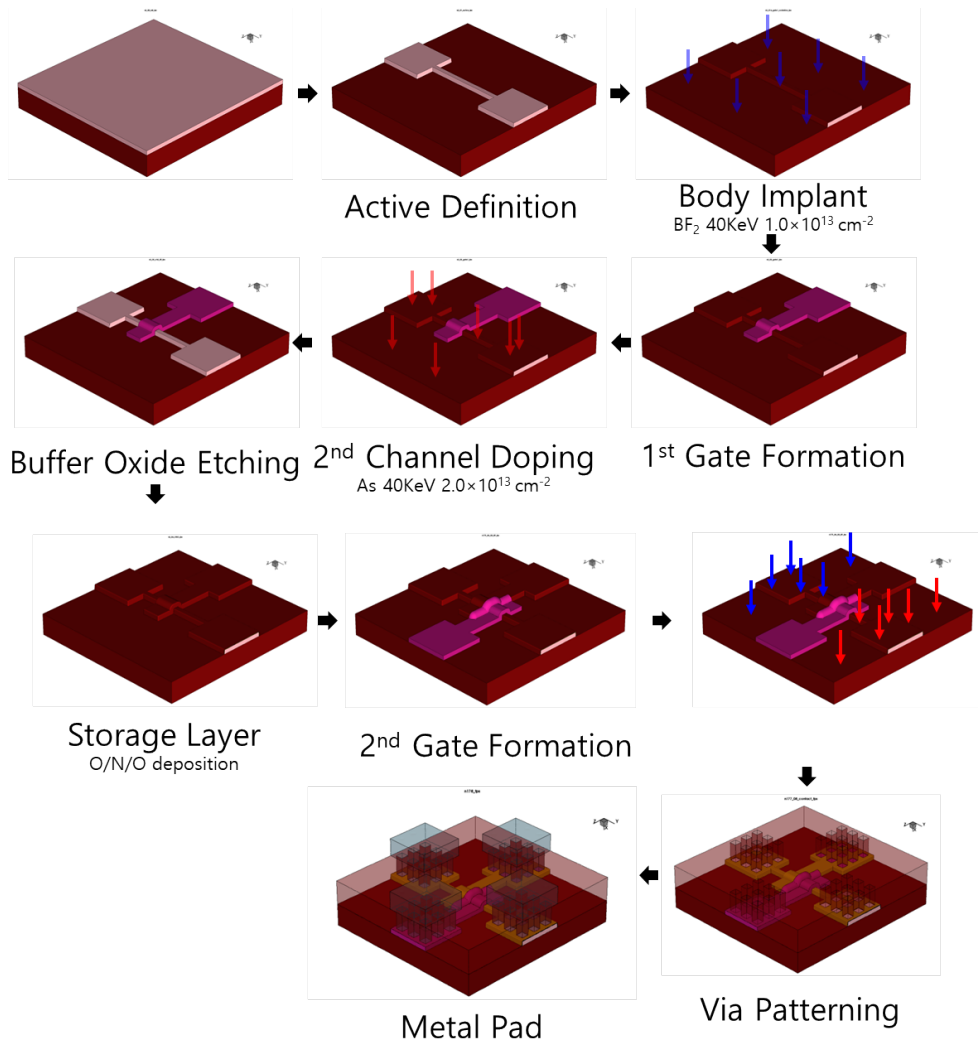 Active Definition
Body Implant
BF₂ 40KeV 1.0×10¹³ cm⁻²
Buffer Oxide Etching
2ⁿᵈ Channel Doping
As 40KeV 2.0×10¹³ cm⁻²
1ˢᵗ Gate Formation
Storage Layer
O/N/O deposition
2ⁿᵈ Gate Formation
Metal Pad
Via Patterning